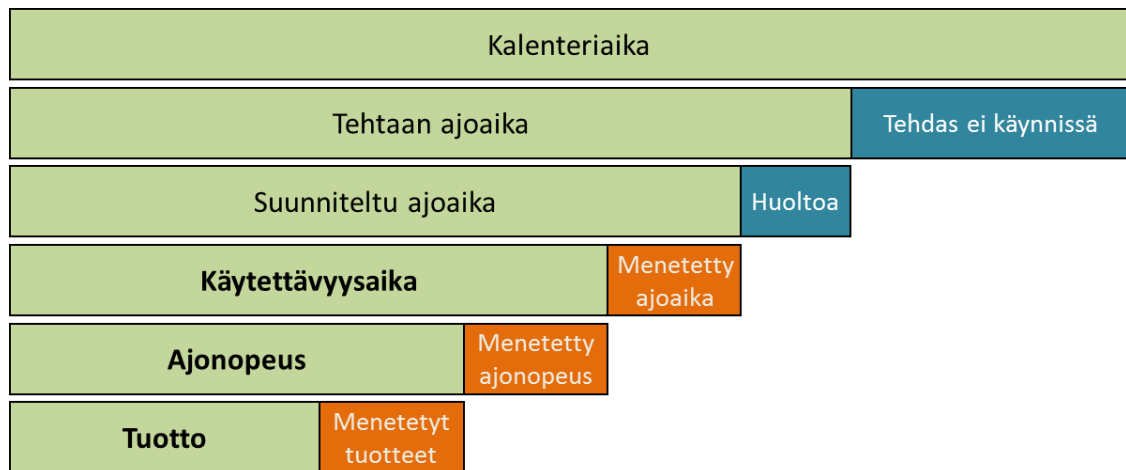 Kalenteriaika
Tehtaan ajoaika
Tehdas ei käynnissä
Suunniteltu ajoaika
Huoltoa
Käytettävyysaika
Menetetty
ajoaika
Ajonopeus
Menetetty
ajonopeus
Tuotto
Menetetyt
tuotteet